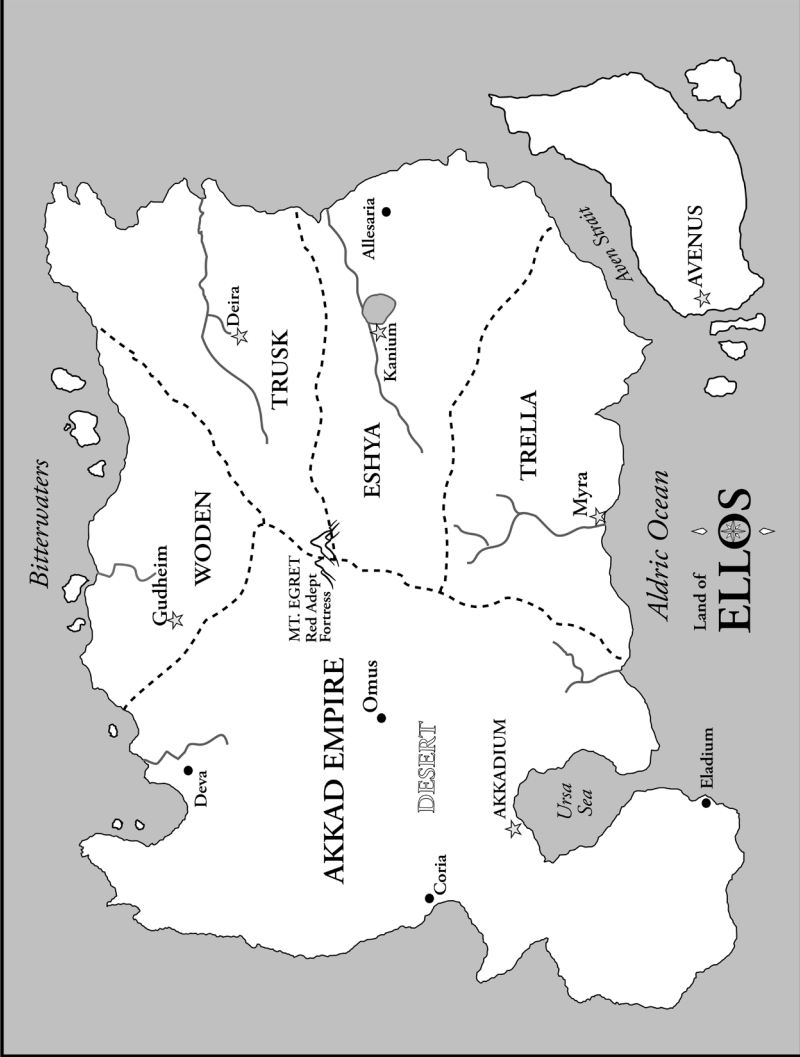 Bitterwaters
Gudheim
WODEN
Deva
Deira
TRUSK
MT. EGRET
Red Adept
Fortress
AKKAD EMPIRE
Omus
ESHYA
Allesaria
Kanium
DESERT
Coria
AKKADIUM
TRELLA
Myra
Ursa
Sea
Aven Strait
AVENUS
Eladium
Aldric Ocean
Land of
ELLOS